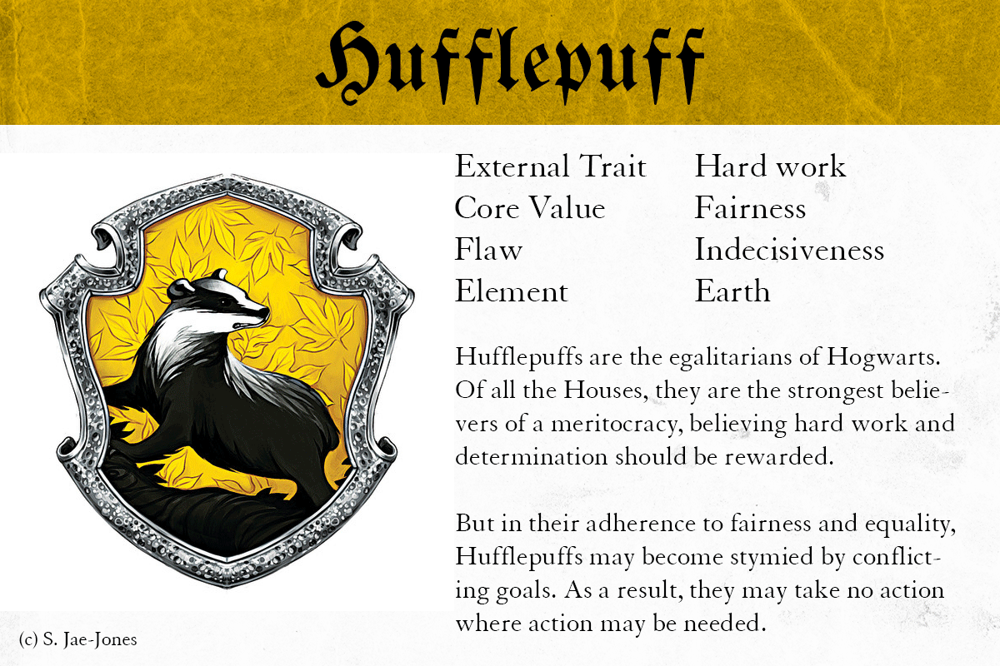 Hufflepuff
External Trait Hard work
Core Value Fairness
Flaw Indecisiveness
Element Earth
Hufflepuffs are the egalitarians of Hogwarts.
Of all the Houses, they are the strongest belie-
vers of a meritocracy, believing hard work and
determination should be rewarded.
But in their adherence to fairness and equality,
Hufflepuffs may become stymied by conflict-
ing goals. As a result, they may take no action
where action may be needed.
(c) S. Jae-Jones